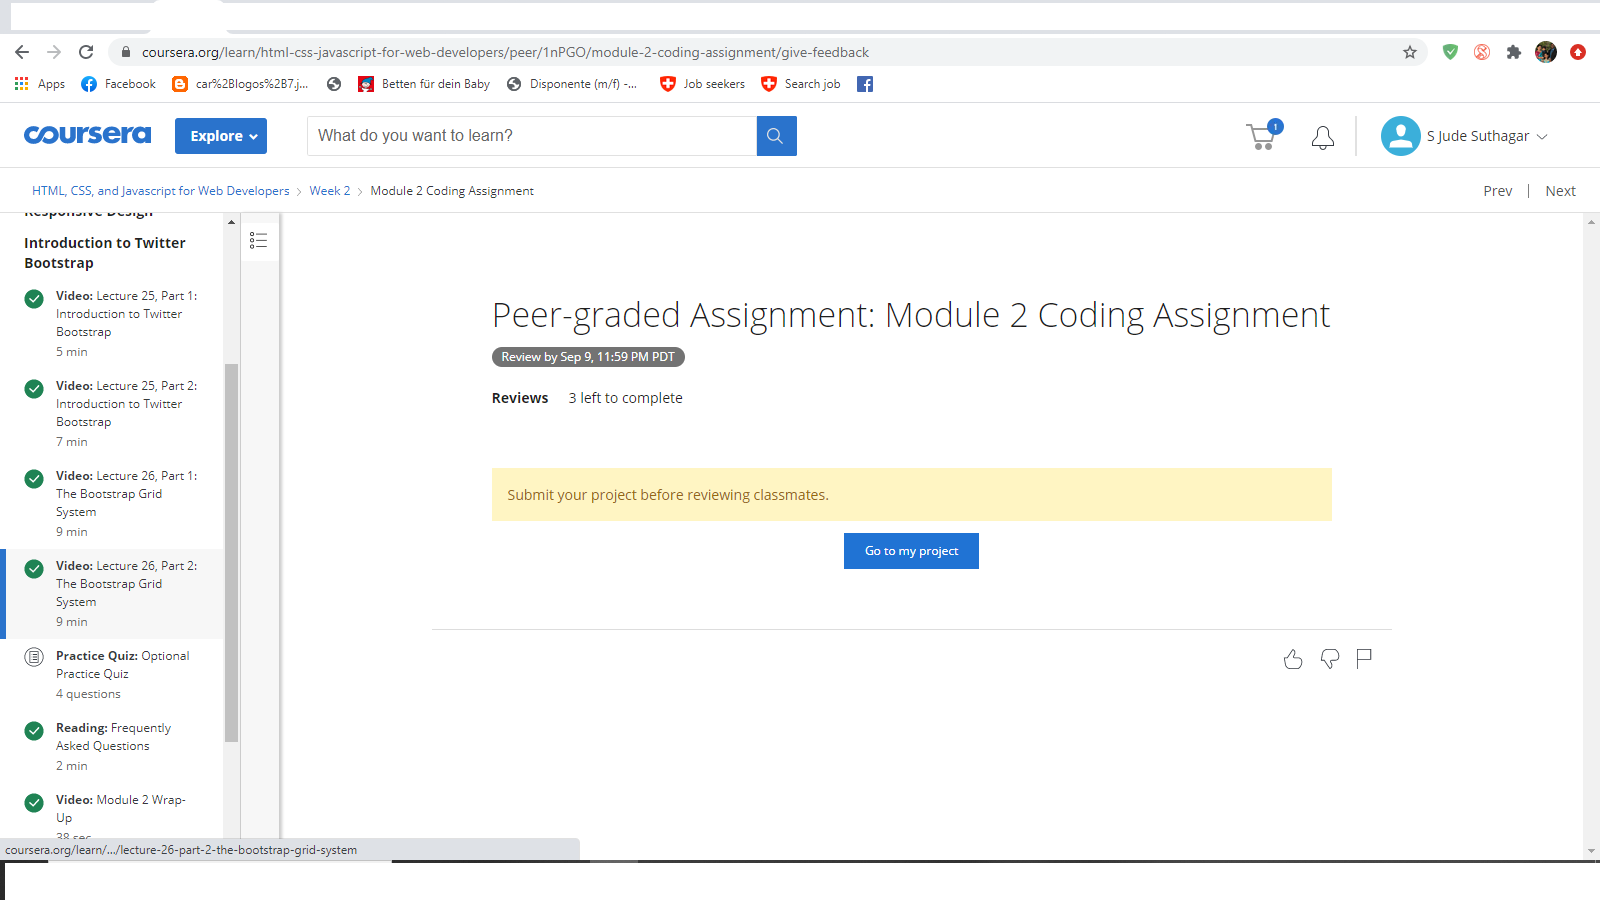 coursera.org/learn/html-css-javascript-for-web-developers/peer/1nPGO/module-2-coding-assignment/give-feedback
Apps Facebook car%2Blogos%2B7.j... Betten für dein Baby Disponente (m/f) -... Job seekers Search job
coursera Explore What do you want to learn? 1 S Jude Suthagar
HTML, CSS, and Javascript for Web Developers > Week 2 > Module 2 Coding Assignment Prev | Next
Responsive Design
Introduction to Twitter
Bootstrap
Video: Lecture 25, Part 1:
Introduction to Twitter
Bootstrap
5 min
Video: Lecture 25, Part 2:
Introduction to Twitter
Bootstrap
7 min
Video: Lecture 26, Part 1:
The Bootstrap Grid
System
9 min
Video: Lecture 26, Part 2:
The Bootstrap Grid
System
9 min
Practice Quiz: Optional
Practice Quiz
4 questions
Reading: Frequently
Asked Questions
2 min
Video: Module 2 Wrap-
Up
38 sec
coursera.org/learn/.../lecture-26-part-2-the-bootstrap-grid-system
Peer-graded Assignment: Module 2 Coding Assignment
Review by Sep 9, 11:59 PM PDT
Reviews 3 left to complete
Submit your project before reviewing classmates.
Go to my project